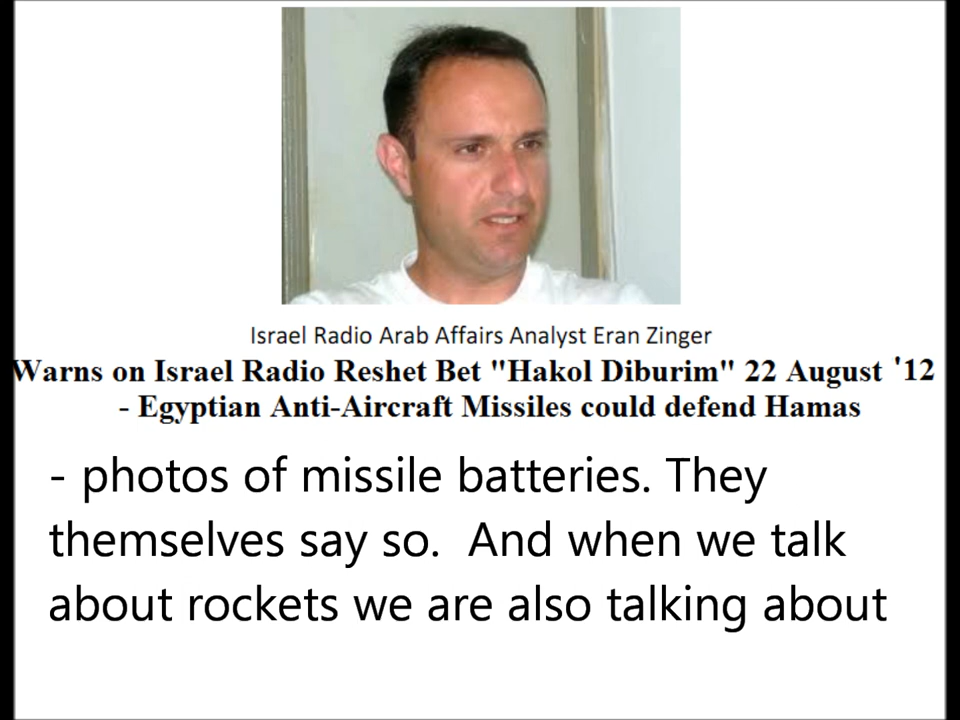 Israel Radio Arab Affairs Analyst Eran Zinger
Warns on Israel Radio Reshet Bet "Hakol Diburim" 22 August '12
- Egyptian Anti-Aircraft Missiles could defend Hamas
- photos of missile batteries. They
themselves say so.  And when we talk
about rockets we are also talking about